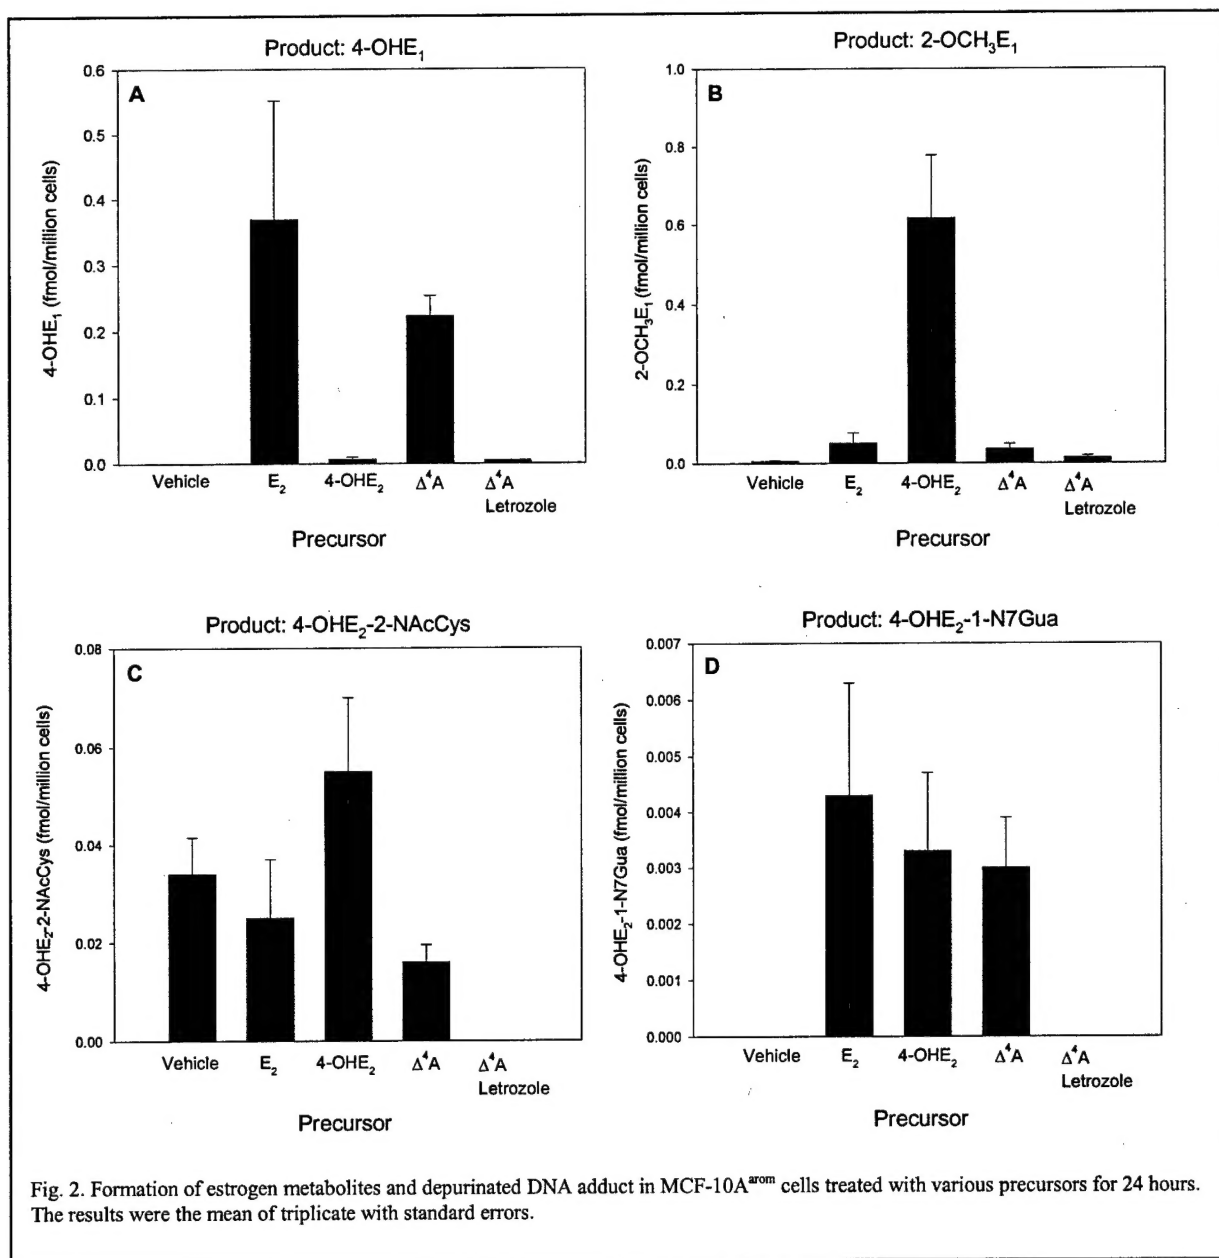 Product: 4-OHE₁
A
4-OHE₁ (fmol/million cells)
0.6
0.5
0.4
0.3
0.2
0.1
0.0
Vehicle E₂ 4-OHE₂ Δ⁴A Δ⁴A
Letrozole
Precursor
Product: 2-OCH₃E₁
B
2-OCH₃E₁ (fmol/million cells)
1.0
0.8
0.6
0.4
0.2
0.0
Vehicle E₂ 4-OHE₂ Δ⁴A Δ⁴A
Letrozole
Precursor
Product: 4-OHE₂-2-NAcCys
C
4-OHE₂-2-NAcCys (fmol/million cells)
0.08
0.06
0.04
0.02
0.00
Vehicle E₂ 4-OHE₂ Δ⁴A Δ⁴A
Letrozole
Precursor
Product: 4-OHE₂-1-N7Gua
D
4-OHE₂-1-N7Gua (fmol/million cells)
0.007
0.006
0.005
0.004
0.003
0.002
0.001
0.000
Vehicle E₂ 4-OHE₂ Δ⁴A Δ⁴A
Letrozole
Precursor
Fig. 2. Formation of estrogen metabolites and depurinated DNA adduct in MCF-10Aᵃʳᵒᵐ cells treated with various precursors for 24 hours.
The results were the mean of triplicate with standard errors.